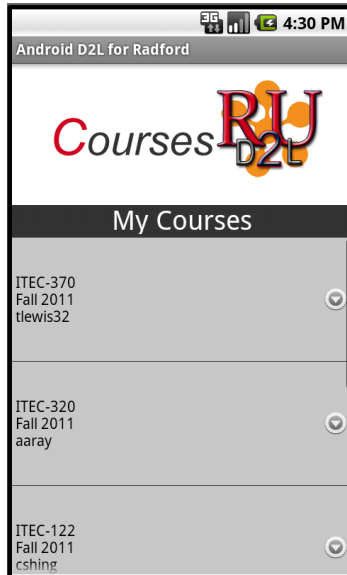 3G 4:30 PM
Android D2L for Radford
Courses RU
D2L
My Courses
ITEC-370
Fall 2011
tlewis32
ITEC-320
Fall 2011
aaray
ITEC-122
Fall 2011
cshing